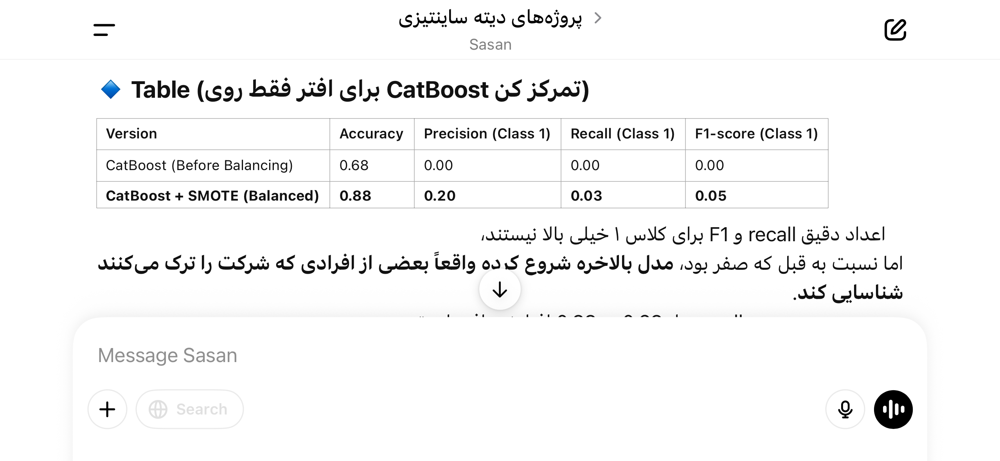 پروژه‌های دیته ساینتیزی
Sasan
Table (برای افتر فقط روی CatBoost تمرکز کن)
Version Accuracy Precision (Class 1) Recall (Class 1) F1-score (Class 1)
CatBoost (Before Balancing) 0.68 0.00 0.00 0.00
CatBoost + SMOTE (Balanced) 0.88 0.20 0.03 0.05
اعداد دقیق recall و F1 برای کلاس ۱ خیلی بالا نیستند،
اما نسبت به قبل که صفر بود، مدل بالاخره شروع کرده واقعاً بعضی از افرادی که شرکت را ترک می‌کنند
شناسایی کند.
Message Sasan
Search